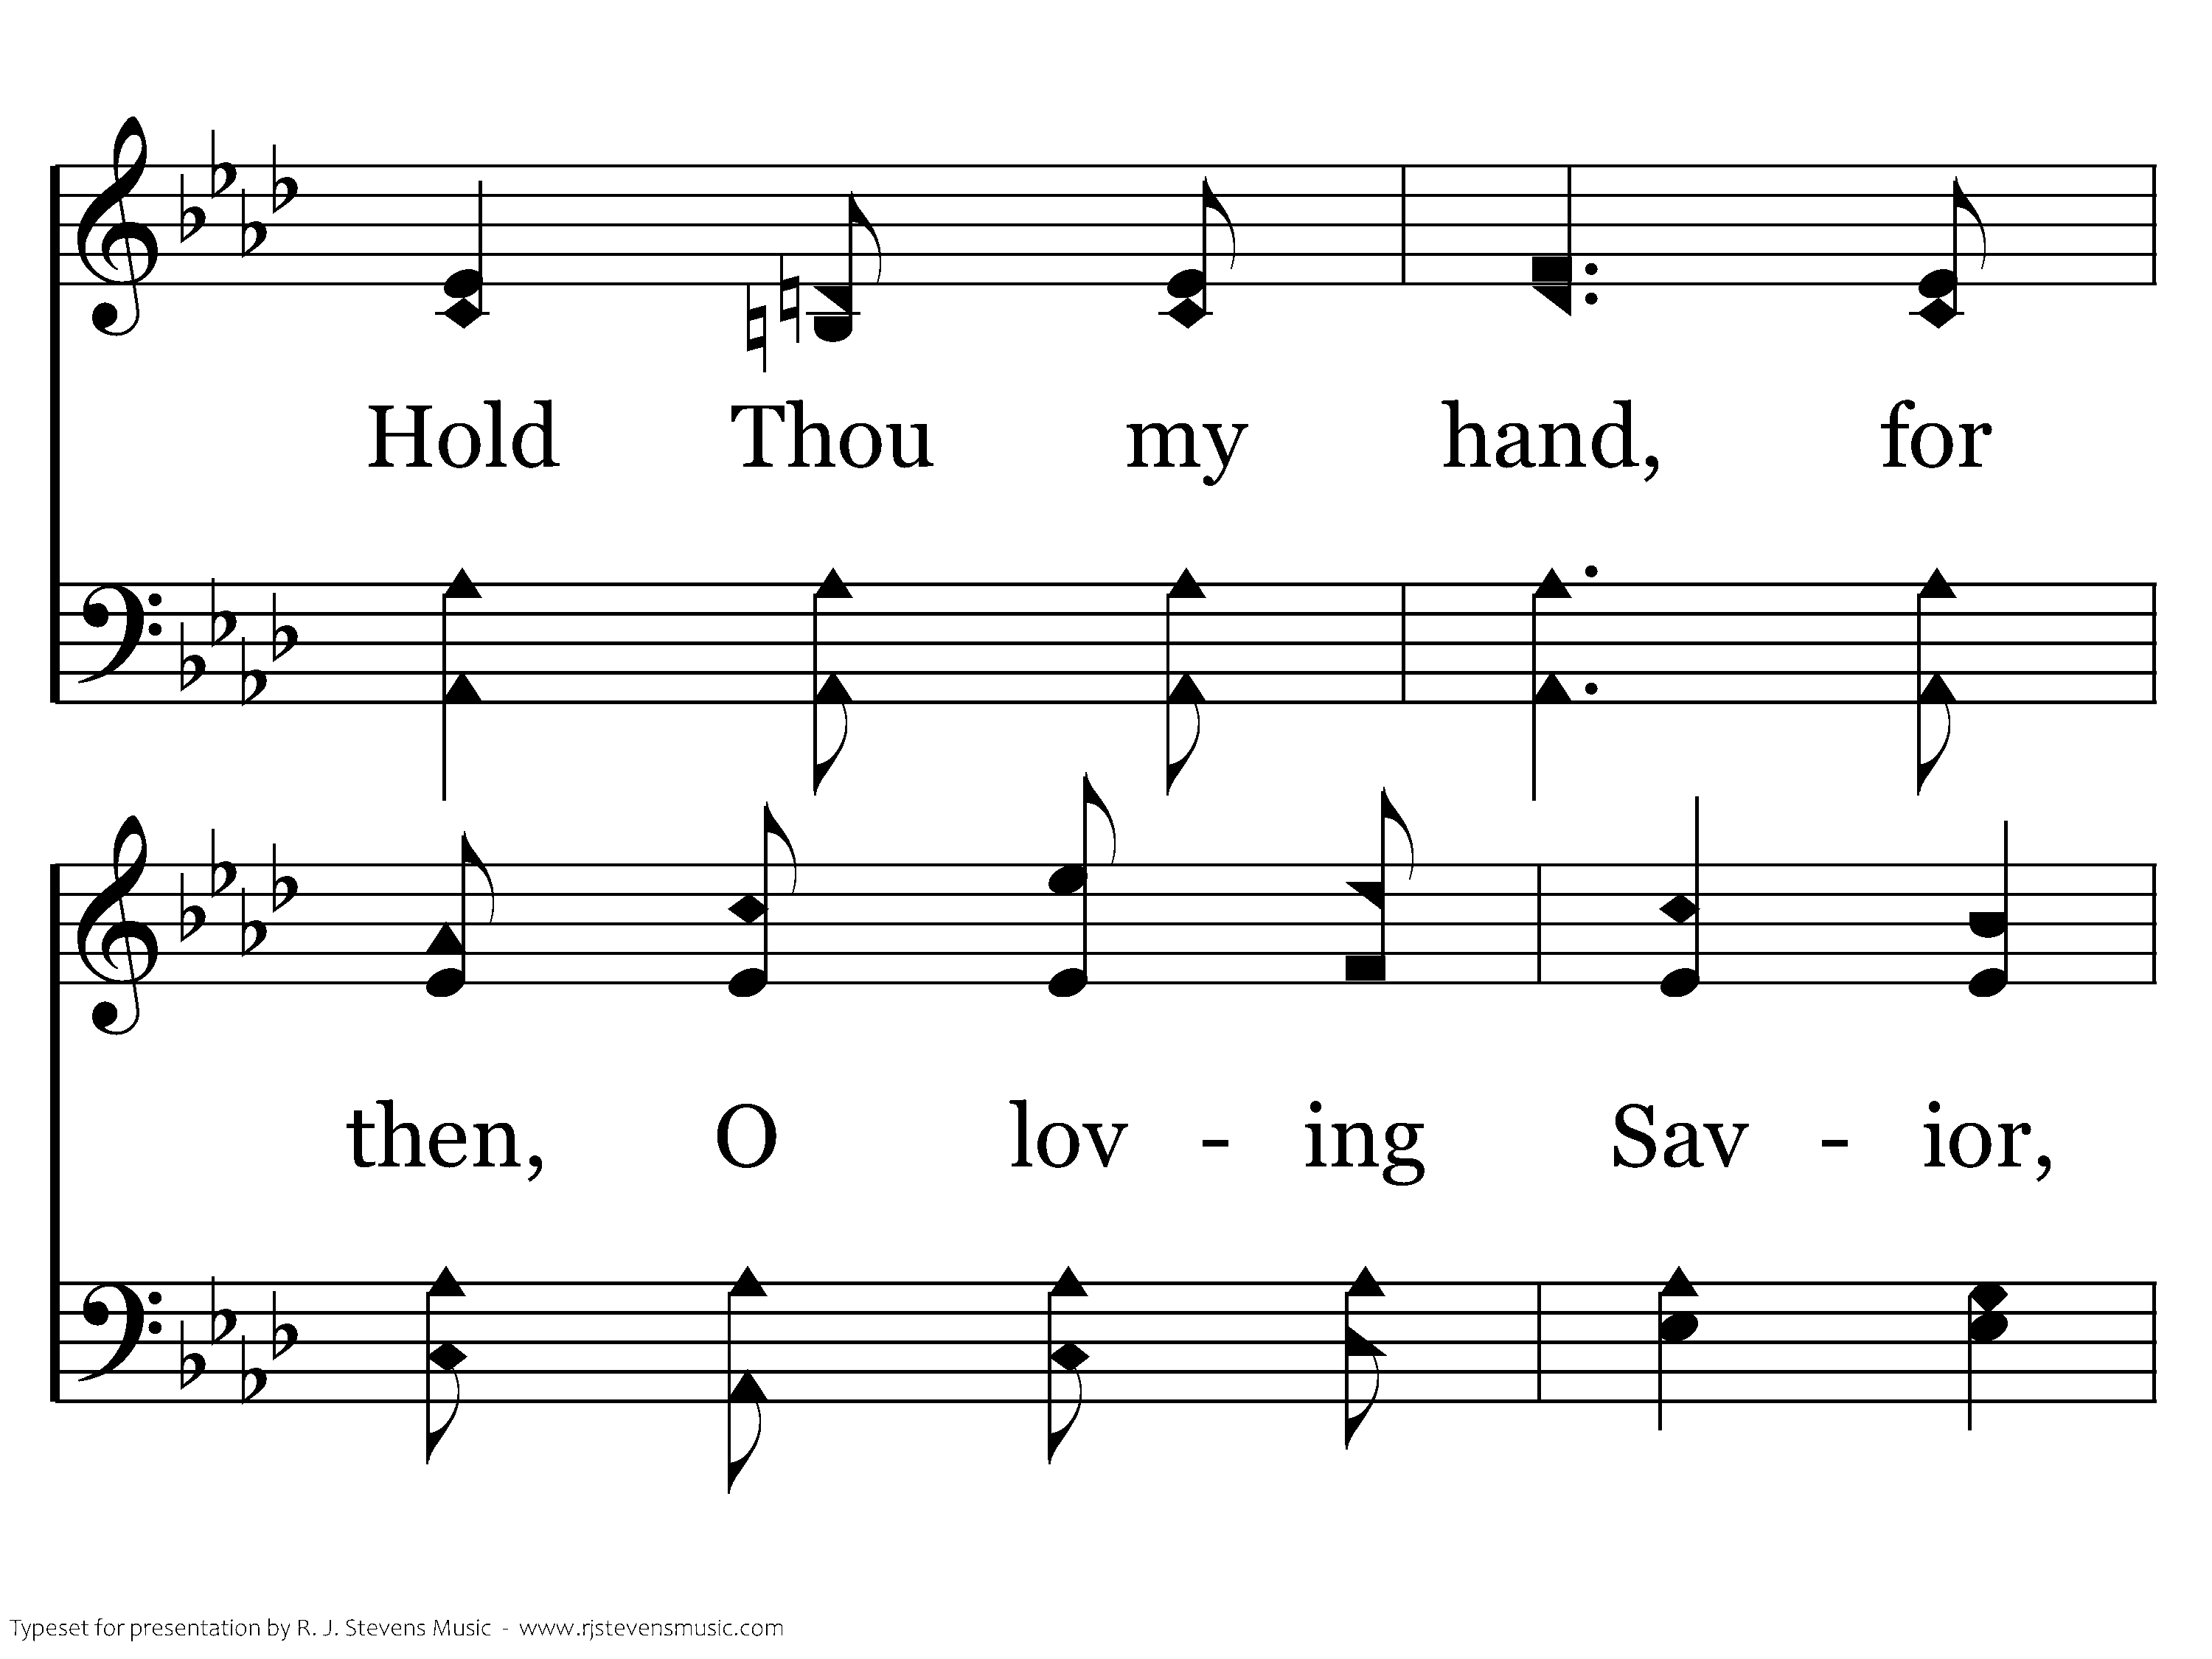 Hold Thou my hand, for
then, O lov - ing Sav - ior,
Typeset for presentation by R. J. Stevens Music - www.rjstevensmusic.com